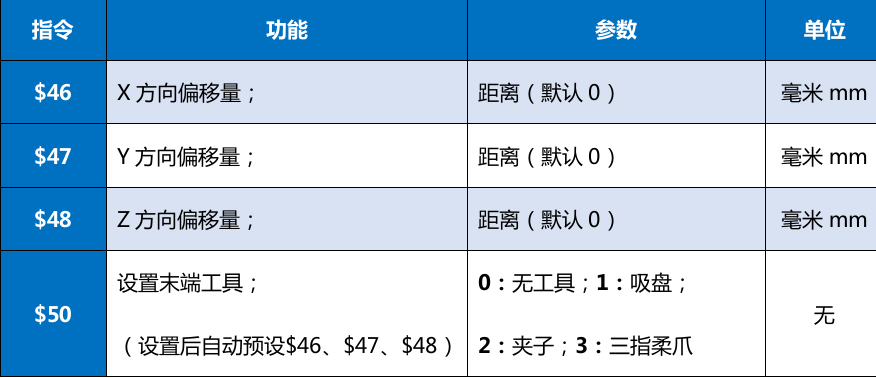 指令 功能 参数 单位
$46 X 方向偏移量； 距离（默认 0） 毫米 mm
$47 Y 方向偏移量； 距离（默认 0） 毫米 mm
$48 Z 方向偏移量； 距离（默认 0） 毫米 mm
设置末端工具； 0：无工具；1：吸盘；
$50 无
（设置后自动预设$46、$47、$48） 2：夹子；3：三指柔爪